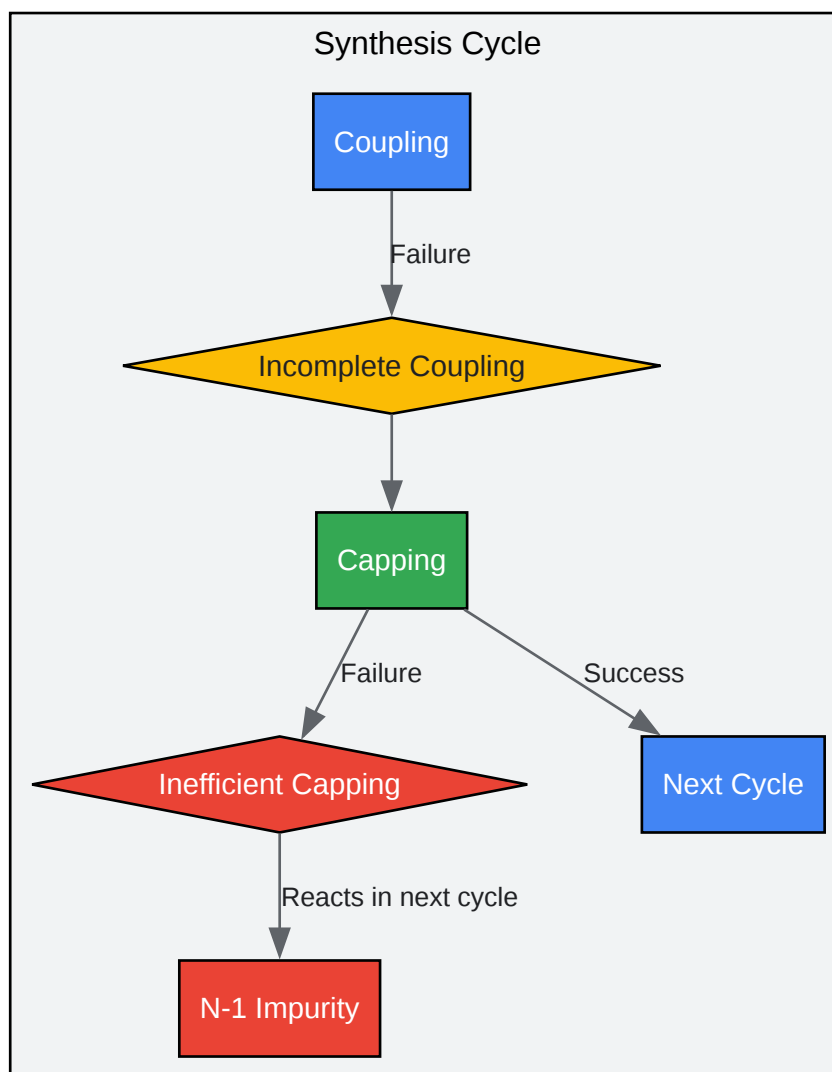 Synthesis Cycle
Coupling
Failure
Incomplete Coupling
Capping
Failure
Success
Inefficient Capping
Next Cycle
Reacts in next cycle
N-1 Impurity